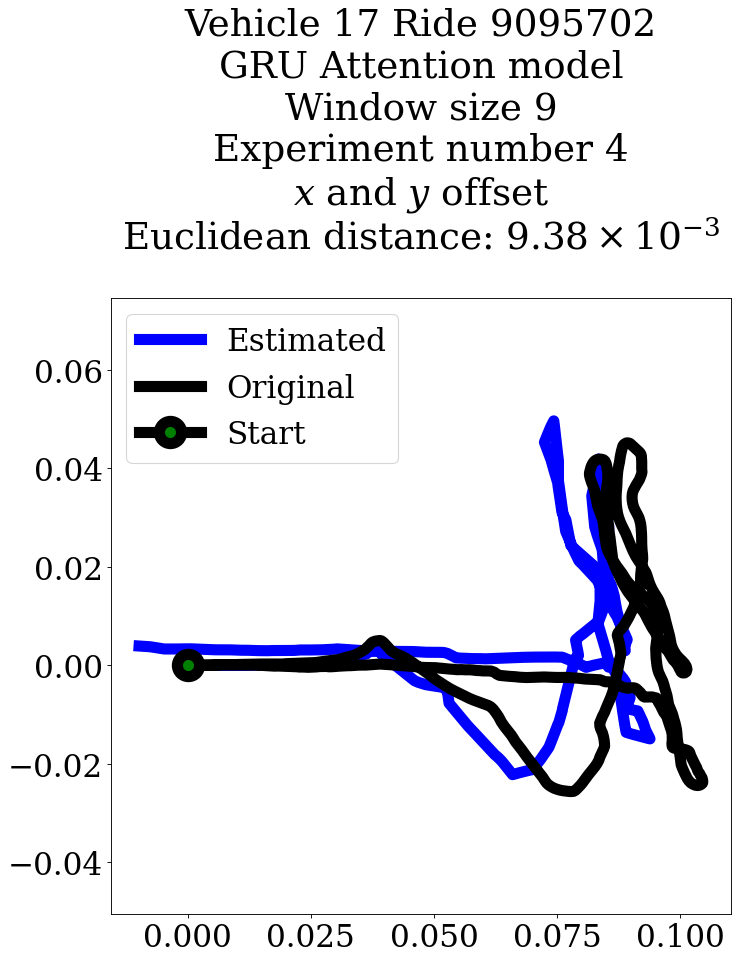 Vehicle 17 Ride 9095702
GRU Attention model
Window size 9
Experiment number 4
x and y offset
Euclidean distance: 9.38 × 10⁻³
Estimated
Original
Start
0.06
0.04
0.02
0.00
−0.02
−0.04
0.000 0.025 0.050 0.075 0.100